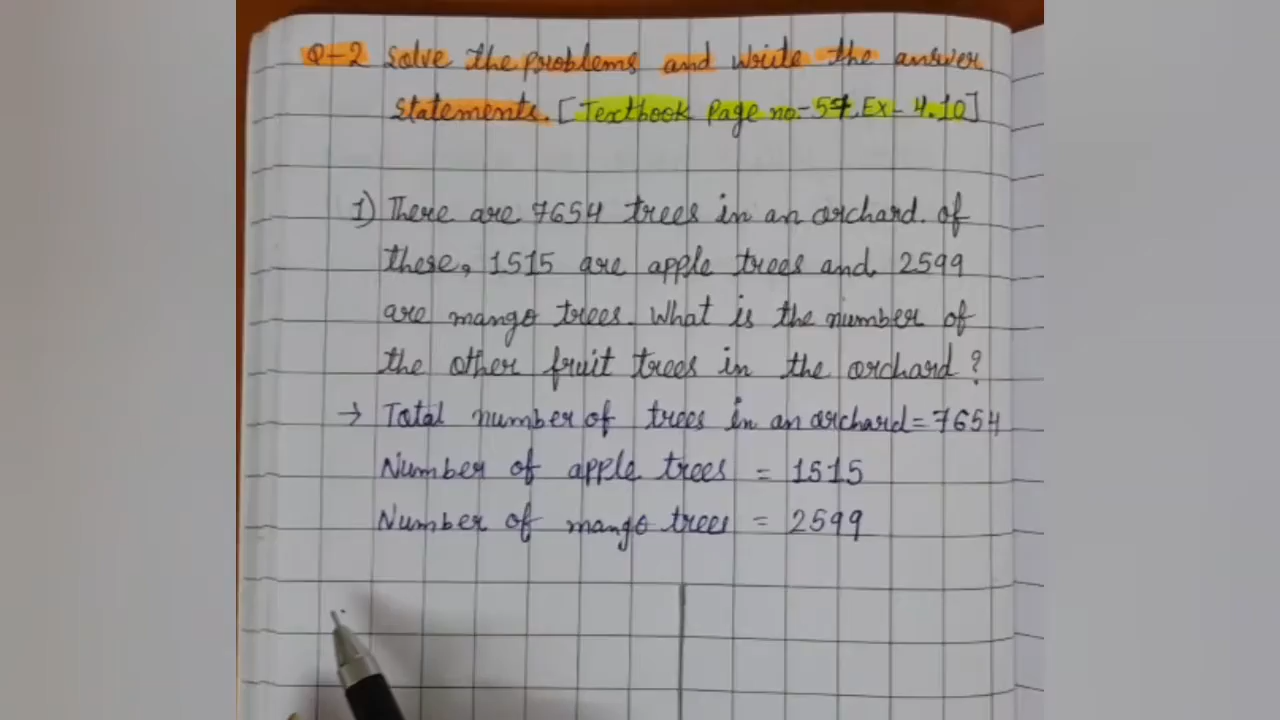 Q-2 Solve the problems and write the answer
statements. [Textbook Page no.-57, Ex- 4.10]
1) There are 7654 trees in an orchard. Of
these, 1515 are apple trees and 2599
are mango trees. What is the number of
the other fruit trees in the orchard?
→ Total number of trees in an orchard = 7654
Number of apple trees = 1515
Number of mango trees = 2599